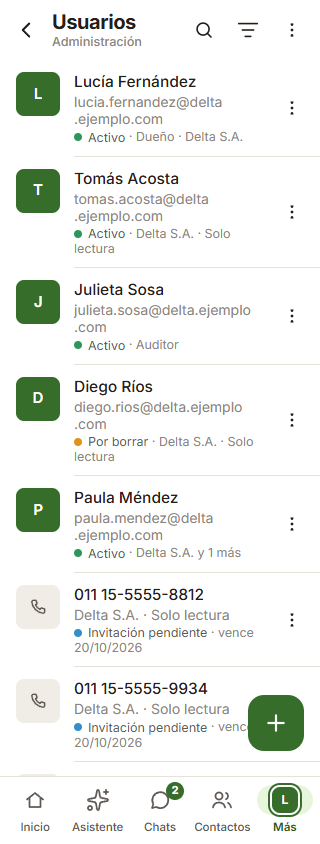 Usuarios
Administración
L
Lucía Fernández
lucia.fernandez@delta
.ejemplo.com
Activo · Dueño · Delta S.A.
T
Tomás Acosta
tomas.acosta@delta
.ejemplo.com
Activo · Delta S.A. · Solo
lectura
J
Julieta Sosa
julieta.sosa@delta.ejemplo
.com
Activo · Auditor
D
Diego Ríos
diego.rios@delta.ejemplo
.com
Por borrar · Delta S.A. · Solo
lectura
P
Paula Méndez
paula.mendez@delta
.ejemplo.com
Activo · Delta S.A. y 1 más
011 15-5555-8812
Delta S.A. · Solo lectura
Invitación pendiente · vence
20/10/2026
011 15-5555-9934
Delta S.A. · Solo lectura
Invitación pendiente · vence
20/10/2026
2
L
Inicio
Asistente
Chats
Contactos
Más